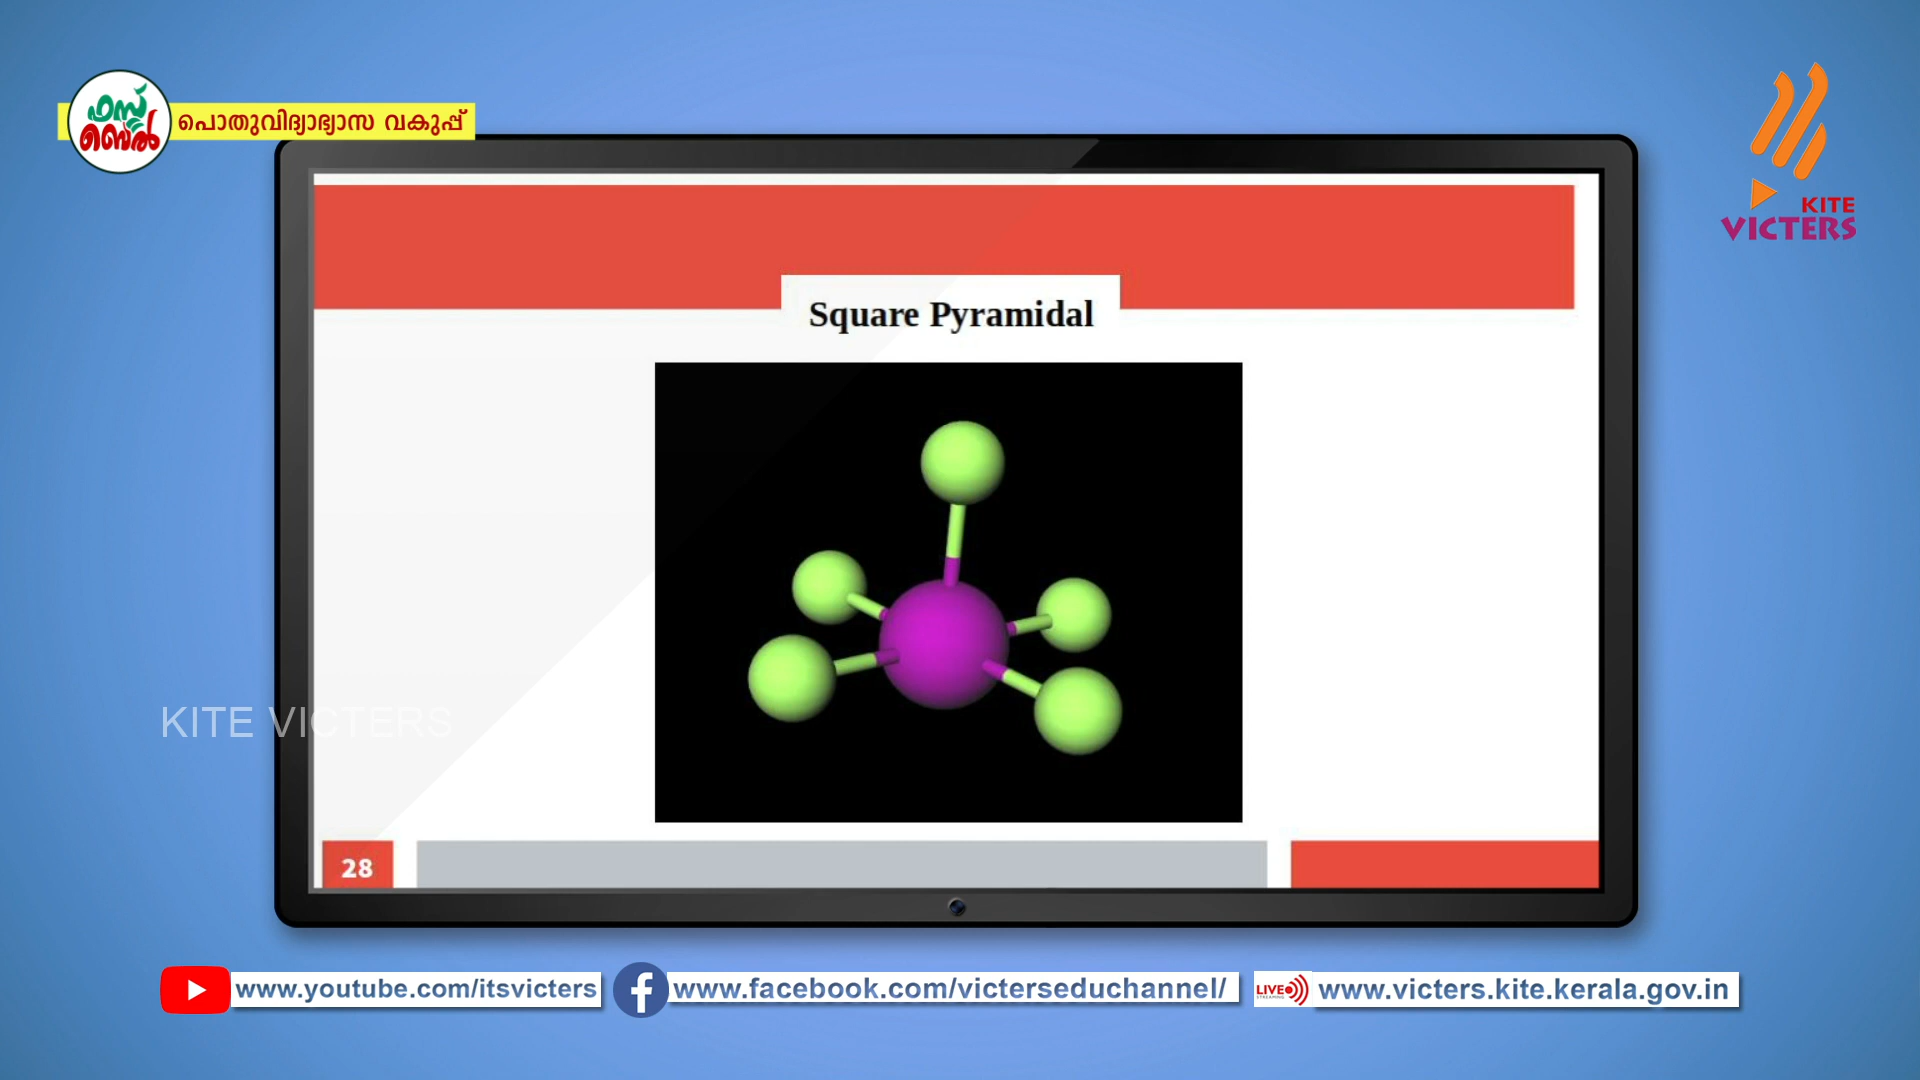 ഫസ്റ്റ്
ബെൽ
പൊതുവിദ്യാഭ്യാസ വകുപ്പ്
KITE
VICTERS
Square Pyramidal
KITE VICTERS
28
www.youtube.com/itsvicters
www.facebook.com/victerseduchannel/
LIVE
STREAMING
www.victers.kite.kerala.gov.in